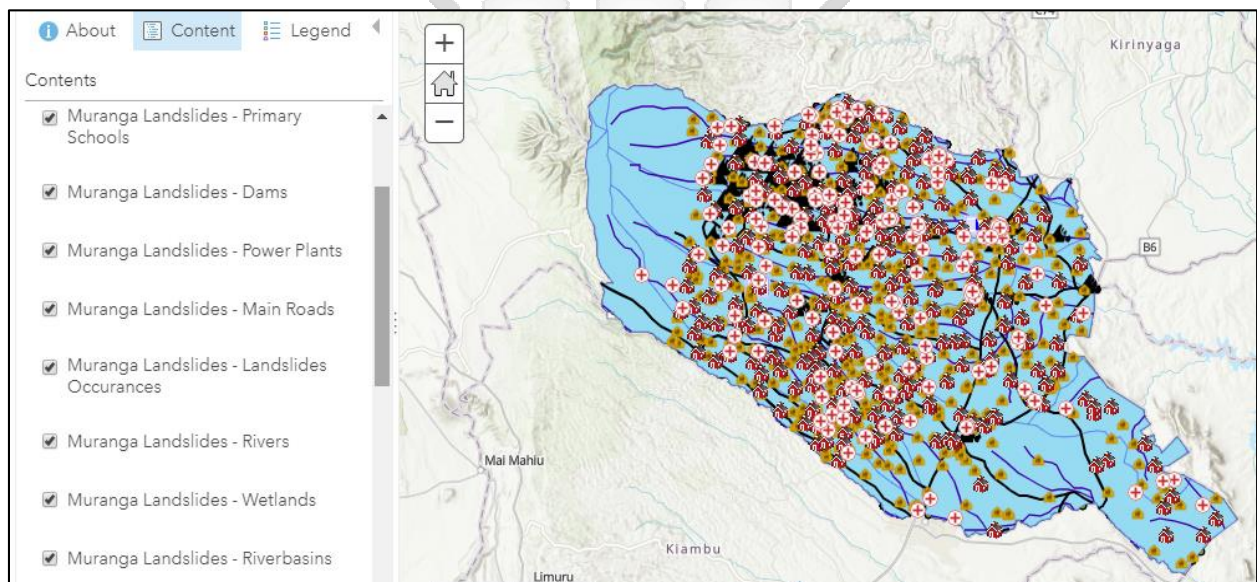 About Content Legend
Contents
Muranga Landslides - Primary
Schools
Muranga Landslides - Dams
Muranga Landslides - Power Plants
Muranga Landslides - Main Roads
Muranga Landslides - Landslides
Occurances
Muranga Landslides - Rivers
Muranga Landslides - Wetlands
Muranga Landslides - Riverbasins
Kirinyaga
B6
Mai Mahiu
Kiambu
Limuru